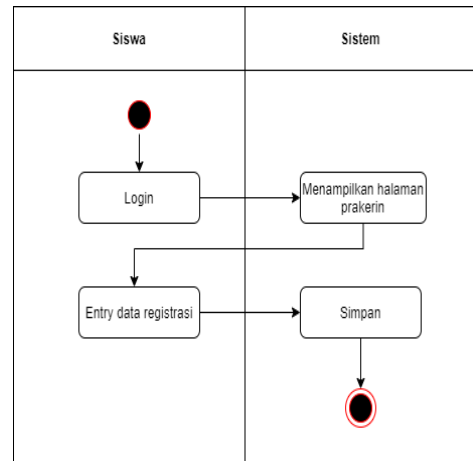 Siswa
Sistem
Login
Menampilkan halaman
prakerin
Entry data registrasi
Simpan